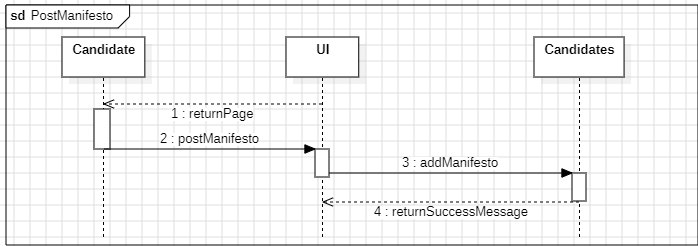 sd PostManifesto
Candidate
UI
Candidates
1 : returnPage
2 : postManifesto
3 : addManifesto
4 : returnSuccessMessage